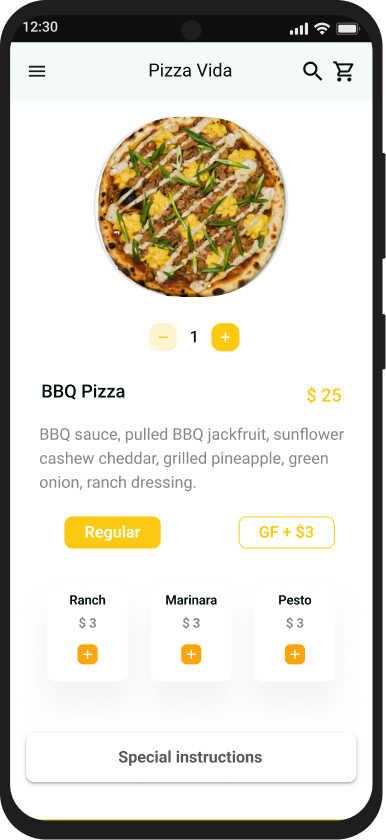 12:30
Pizza Vida
1
BBQ Pizza
$ 25
BBQ sauce, pulled BBQ jackfruit, sunflower
cashew cheddar, grilled pineapple, green
onion, ranch dressing.
Regular
GF + $3
Ranch
$ 3
Marinara
$ 3
Pesto
$ 3
Special instructions